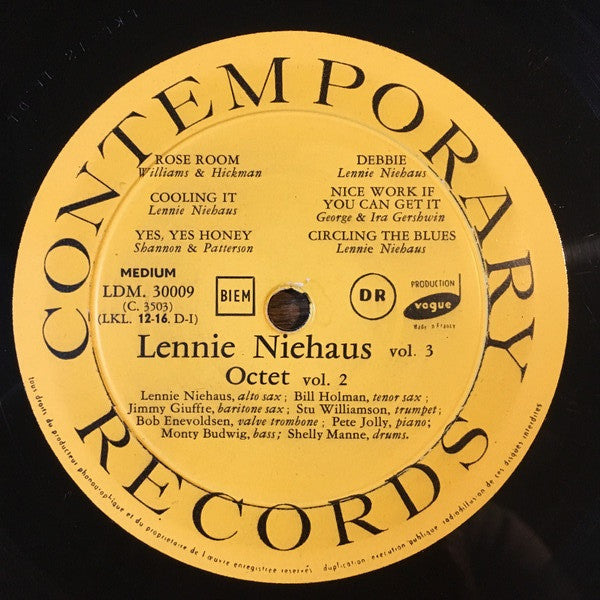 CONTEMPORARY
RECORDS
ROSE ROOM
Williams & Hickman
COOLING IT
Lennie Niehaus
YES, YES HONEY
Shannon & Patterson
DEBBIE
Lennie Niehaus
NICE WORK IF
YOU CAN GET IT
George & Ira Gershwin
CIRCLING THE BLUES
Lennie Niehaus
MEDIUM
LDM. 30009
(C. 3503)
(LKL. 12-16. D-I)
BIEM
DR
PRODUCTION
vogue
Made in France
Lennie Niehaus vol. 3
Octet vol. 2
Lennie Niehaus, alto sax ; Bill Holman, tenor sax ;
Jimmy Giuffre, baritone sax ; Stu Williamson, trumpet ;
Bob Enevoldsen, valve trombone ; Pete Jolly, piano ;
Monty Budwig, bass ; Shelly Manne, drums.
tous droits du producteur phonographique et du propriétaire de l'œuvre enregistrée réservés duplication exécution publique radiodiffusion de ces disques interdites